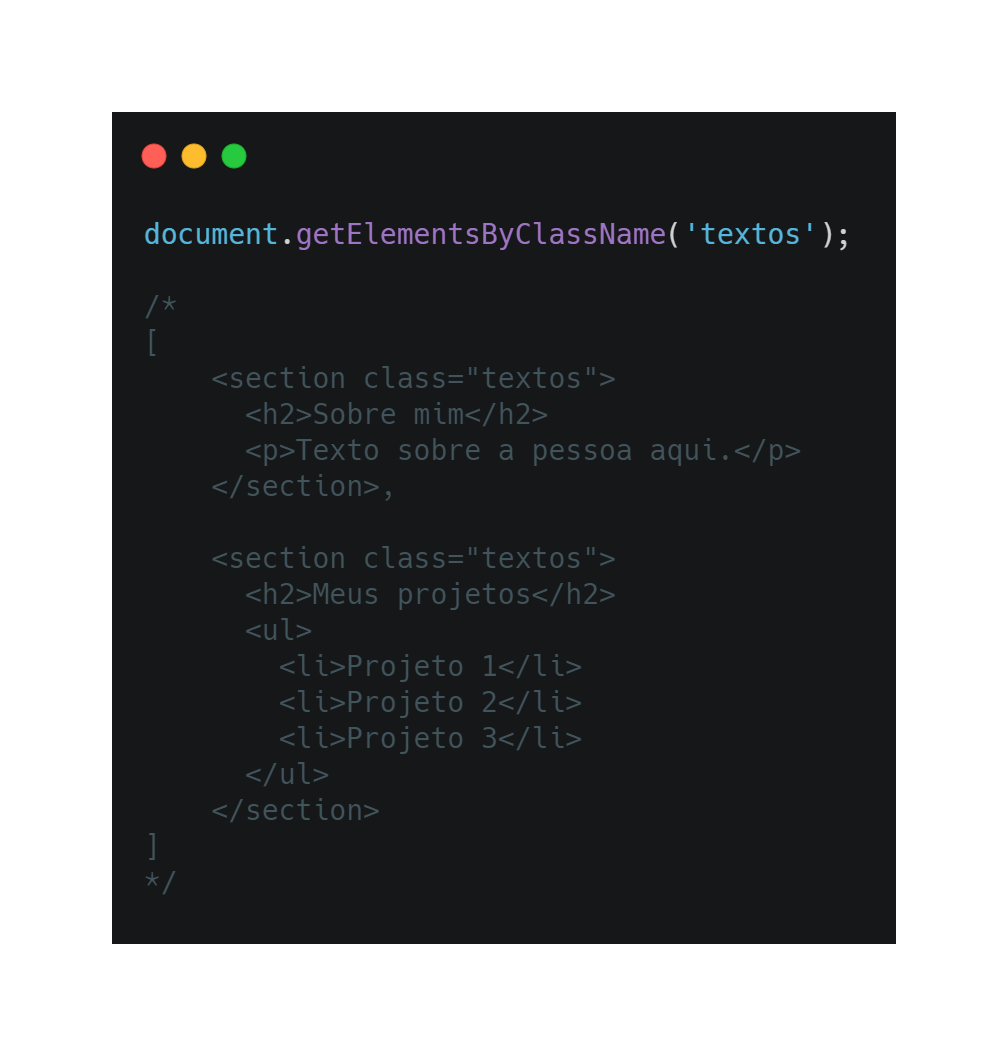 document.getElementsByClassName('textos');
/*
[
<section class="textos">
<h2>Sobre mim</h2>
<p>Texto sobre a pessoa aqui.</p>
</section>,
<section class="textos">
<h2>Meus projetos</h2>
<ul>
<li>Projeto 1</li>
<li>Projeto 2</li>
<li>Projeto 3</li>
</ul>
</section>
]
*/